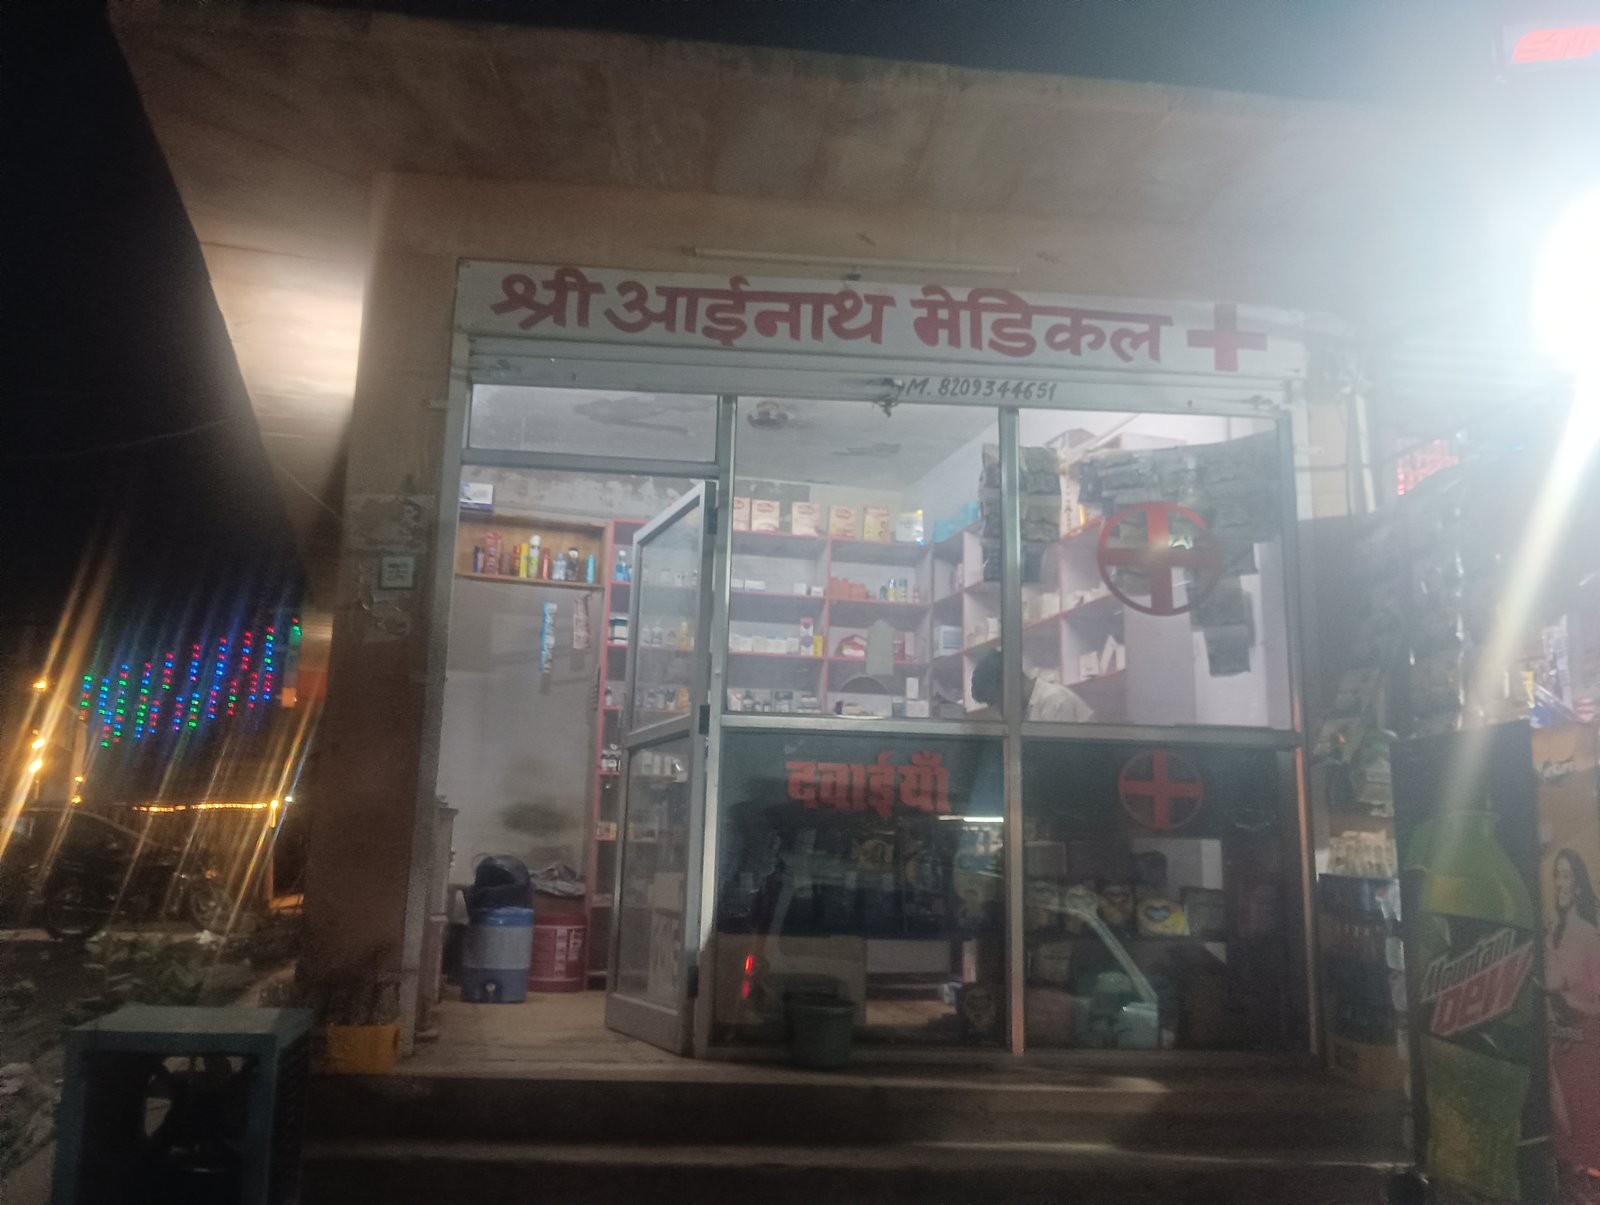 श्री आईनाथ मेडिकल
M. 8209344651
दवाईयाँ
Mountain
Dew